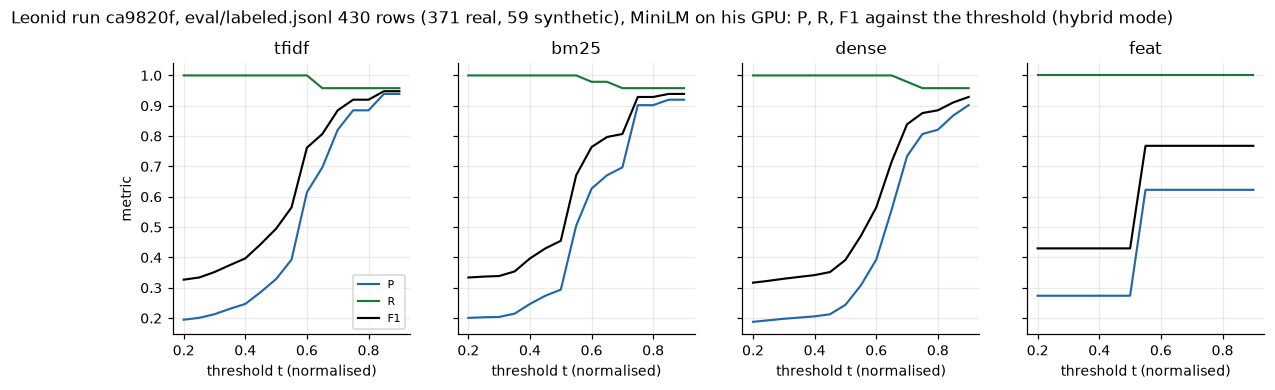 Leonid run ca9820f, eval/labeled.jsonl 430 rows (371 real, 59 synthetic), MiniLM on his GPU: P, R, F1 against the threshold (hybrid mode)
tfidf
bm25
dense
feat
metric
1.0
0.9
0.8
0.7
0.6
0.5
0.4
0.3
0.2
P
R
F1
0.2 0.4 0.6 0.8
0.2 0.4 0.6 0.8
0.2 0.4 0.6 0.8
0.2 0.4 0.6 0.8
threshold t (normalised)
threshold t (normalised)
threshold t (normalised)
threshold t (normalised)